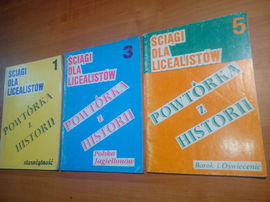 1
ŚCIĄGI
DLA
LICEALISTÓW
POWTÓRKA
Z
HISTORII
starożytność
3
ŚCIĄGI
DLA
LICEALISTÓW
POWTÓRKA
Z
HISTORII
Polska
Jagiellonów
5
ŚCIĄGI
DLA
LICEALISTÓW
POWTÓRKA
Z
HISTORII
Barok i Oświecenie